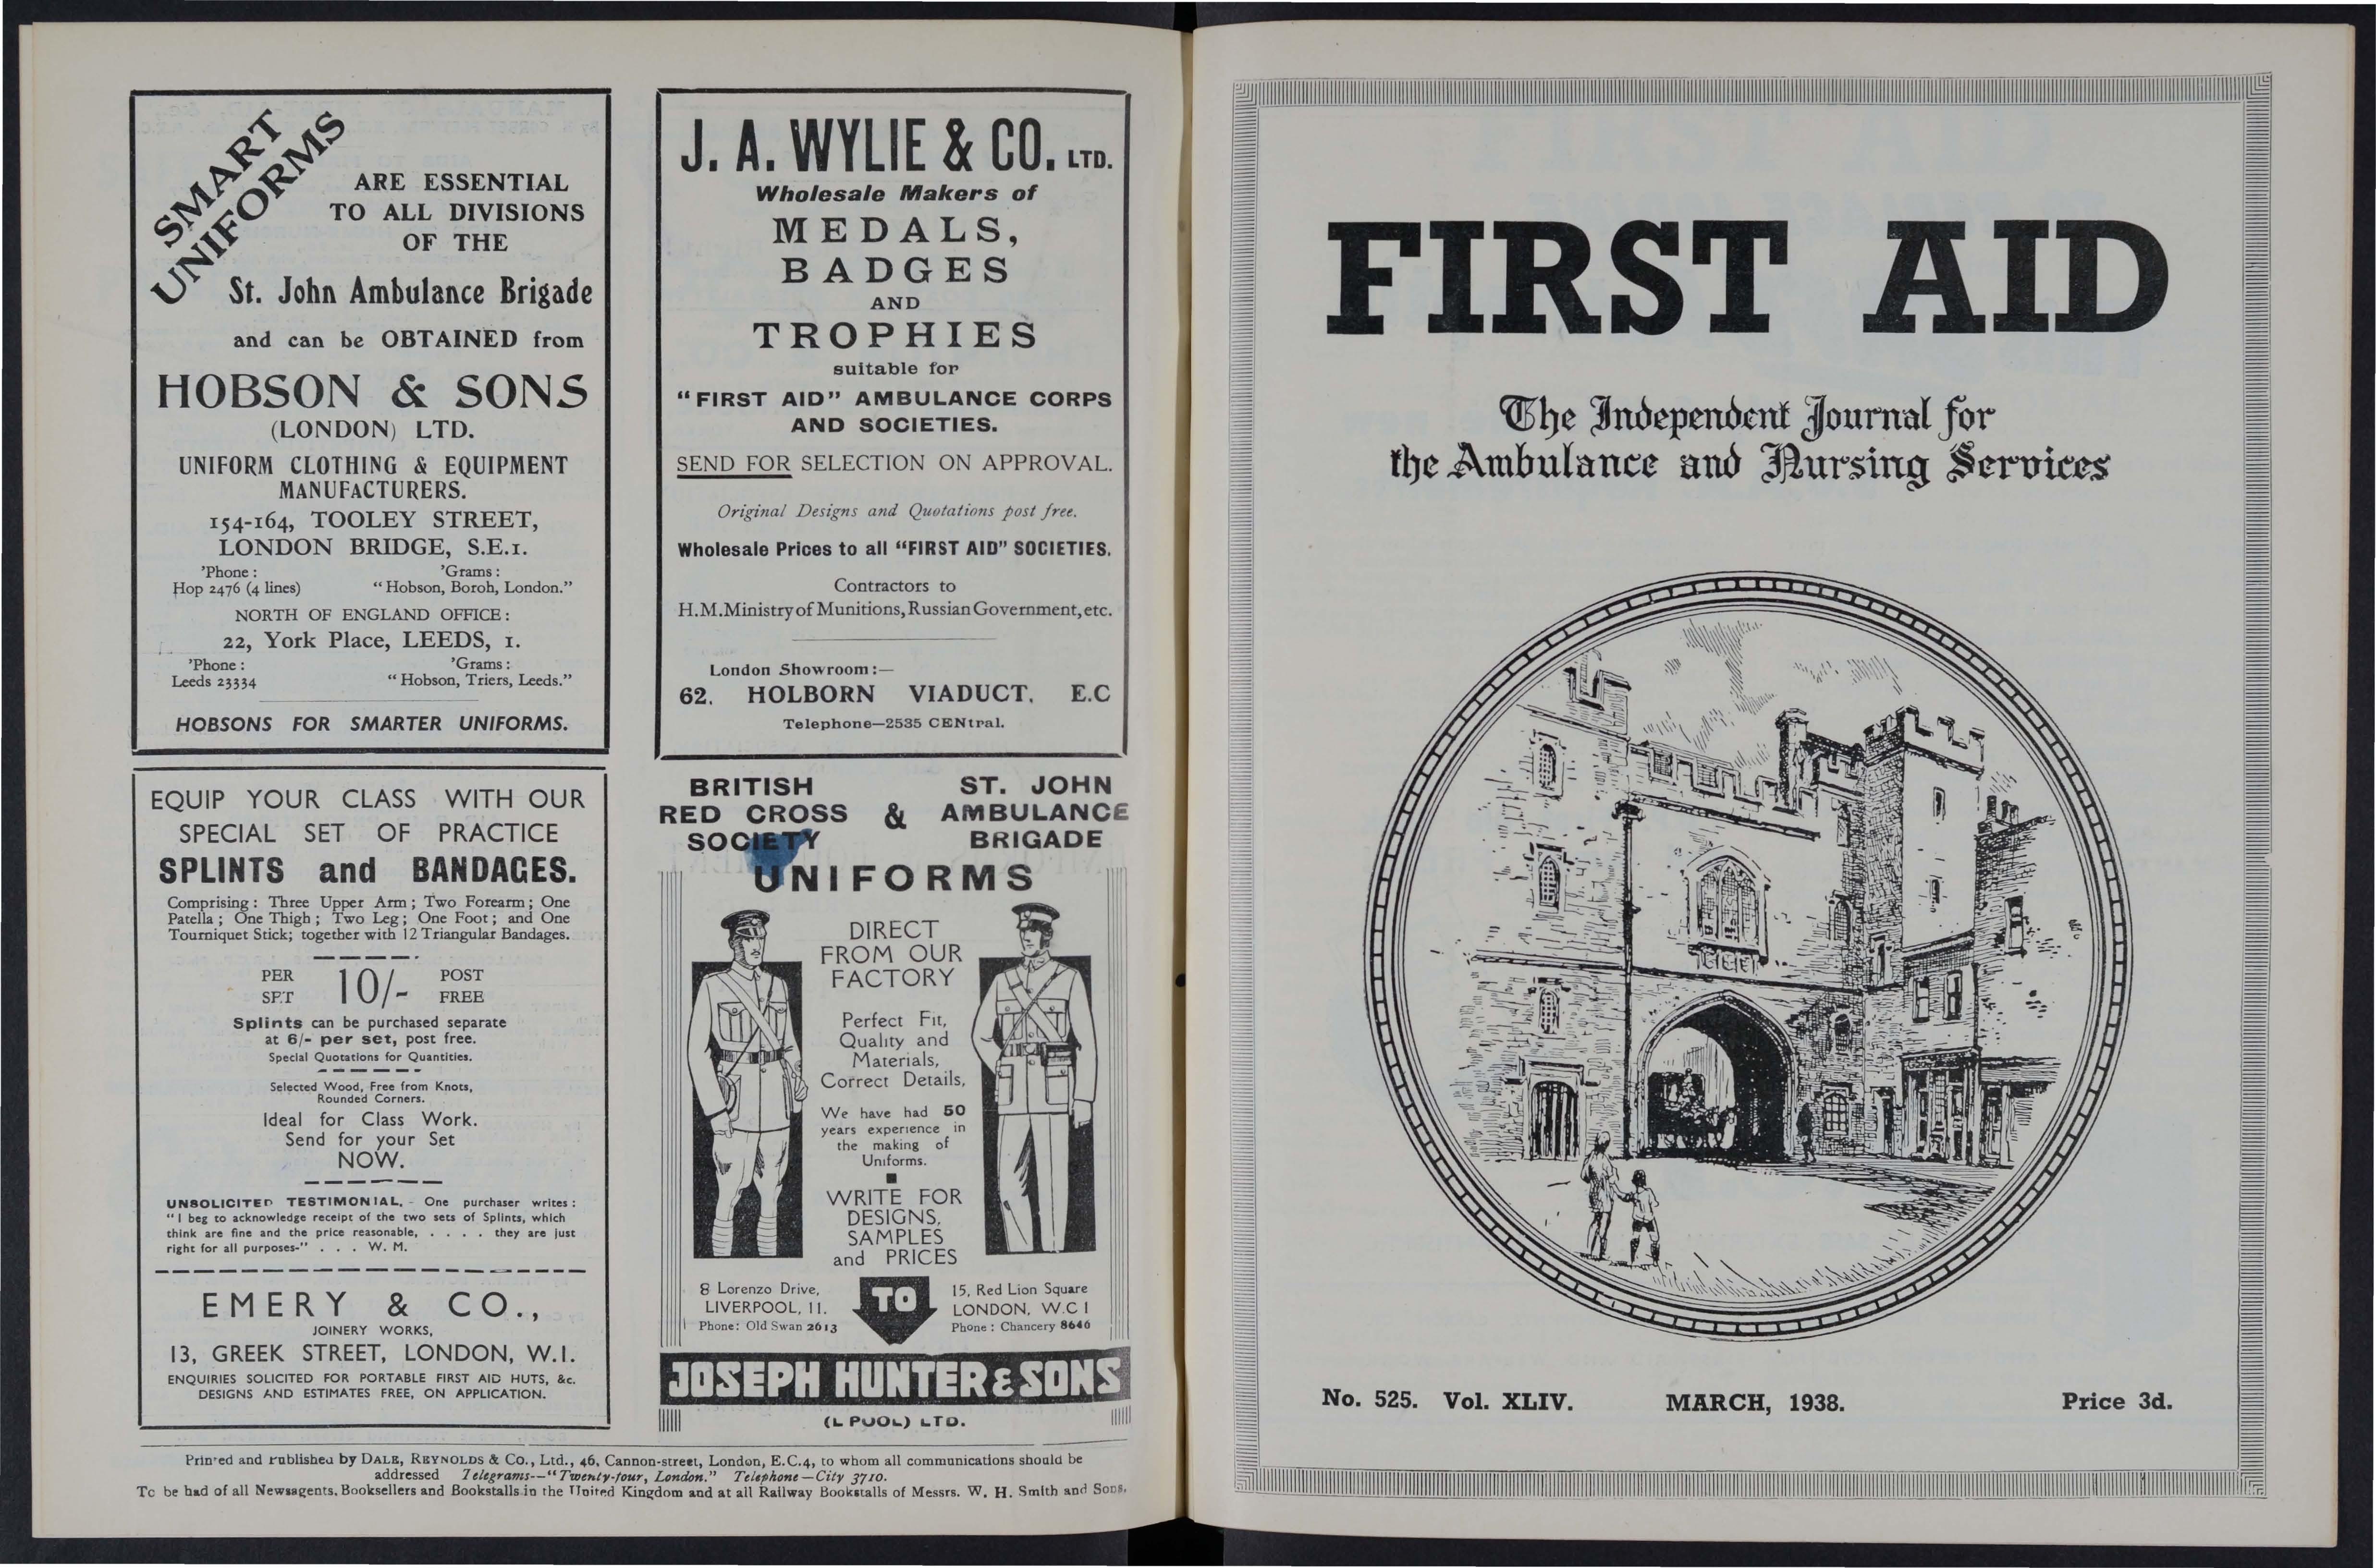 SMART
UNIFORMS
ARE ESSENTIAL
TO ALL DIVISIONS
OF THE
St. John Ambulance Brigade
and can be OBTAINED from
HOBSON & SONS
(LONDON) LTD.
UNIFORM CLOTHING & EQUIPMENT
MANUFACTURERS.
154-164, TOOLEY STREET,
LONDON BRIDGE, S.E.1.
'Phone : 'Grams :
Hop 2476 (4 lines) "Hobson, Boroh, London."
NORTH OF ENGLAND OFFICE :
22, York Place, LEEDS, 1.
'Phone : 'Grams :
Leeds 23334 "Hobson, Triers, Leeds."
HOBSONS FOR SMARTER UNIFORMS.
EQUIP YOUR CLASS WITH OUR
SPECIAL SET OF PRACTICE
SPLINTS and BANDAGES.
Comprising : Three Upper Arm ; Two Forearm ; One
Patella ; One Thigh ; Two Leg ; One Foot ; and One
Tourniquet Stick; together with 12 Triangular Bandages.
PER SET 10/- POST FREE
Splints can be purchased separate
at 6/- per set, post free.
Special Quotations for Quantities.
Selected Wood, Free from Knots,
Rounded Corners.
Ideal for Class Work.
Send for your Set
NOW.
UNSOLICITED TESTIMONIAL, - One purchaser writes :
"I beg to acknowledge receipt of the two sets of Splints, which
think are fine and the price reasonable, . . . . they are just
right for all purposes-" . . . W. M.
EMERY & CO.,
JOINERY WORKS,
13, GREEK STREET, LONDON, W.1.
ENQUIRIES SOLICITED FOR PORTABLE FIRST AID HUTS, &c.
DESIGNS AND ESTIMATES FREE, ON APPLICATION.
J. A. WYLIE & CO. LTD.
Wholesale Makers of
MEDALS,
BADGES
AND
TROPHIES
suitable for
"FIRST AID" AMBULANCE CORPS
AND SOCIETIES.
SEND FOR SELECTION ON APPROVAL.
Original Designs and Quotations post free.
Wholesale Prices to all "FIRST AID" SOCIETIES.
Contractors to
H.M. Ministry of Munitions, Russian Government, etc.
London Showroom :—
62, HOLBORN VIADUCT, E.C
Telephone—2535 CENtral.
BRITISH RED CROSS SOCIETY & ST. JOHN AMBULANCE BRIGADE
UNIFORMS
DIRECT
FROM OUR
FACTORY
Perfect Fit,
Quality and
Materials,
Correct Details,
We have had 50
years experience in
the making of
Uniforms.
WRITE FOR
DESIGNS,
SAMPLES
and PRICES
TO
8 Lorenzo Drive,
LIVERPOOL, 11.
Phone: Old Swan 2613
15, Red Lion Square
LONDON, W.C 1
Phone : Chancery 8646
JOSEPH HUNTER & SONS
(L'POOL) LTD.
Printed and Published by DALE, REYNOLDS & Co., Ltd., 46, Cannon-street, London, E.C.4, to whom all communications should be
addressed Telegrams--"Twenty-four, London." Telephone—City 3710.
To be had of all Newsagents, Booksellers and Bookstalls in the United Kingdom and at all Railway Bookstalls of Messrs. W. H. Smith and Sons.
FIRST AID
The Independent Journal for
the Ambulance and Nursing Services
No. 525. Vol. XLIV. MARCH, 1938. Price 3d.